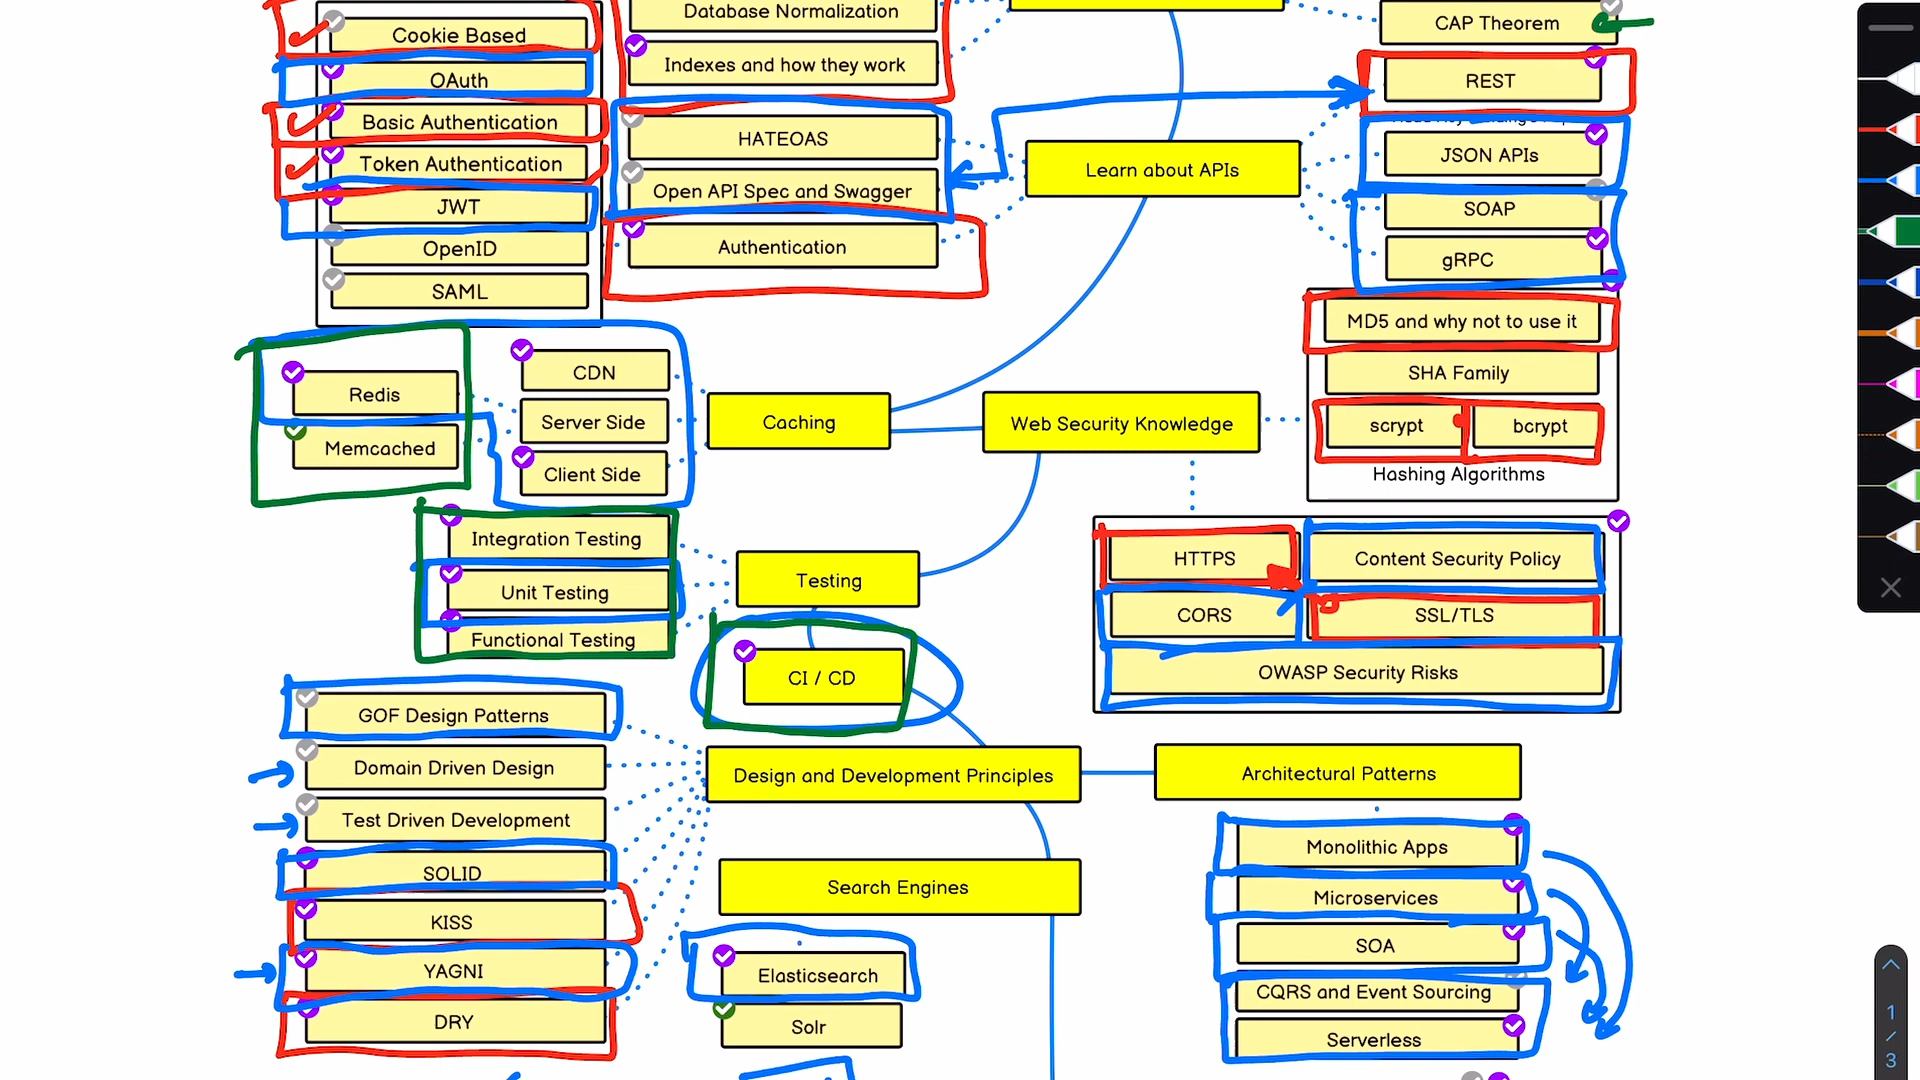 Database Normalization
CAP Theorem
Cookie Based
Indexes and how they work
REST
OAuth
Basic Authentication
HATEOAS
JSON APIs
Token Authentication
Learn about APIs
Open API Spec and Swagger
JWT
SOAP
OpenID
Authentication
gRPC
SAML
MD5 and why not to use it
CDN
SHA Family
Redis
Server Side
Caching
Web Security Knowledge
scrypt
bcrypt
Memcached
Client Side
Hashing Algorithms
Integration Testing
HTTPS
Content Security Policy
Testing
Unit Testing
CORS
SSL/TLS
Functional Testing
CI / CD
OWASP Security Risks
GOF Design Patterns
Domain Driven Design
Design and Development Principles
Architectural Patterns
Test Driven Development
Monolithic Apps
SOLID
Search Engines
Microservices
KISS
SOA
YAGNI
Elasticsearch
CQRS and Event Sourcing
DRY
Solr
Serverless
1
/
3